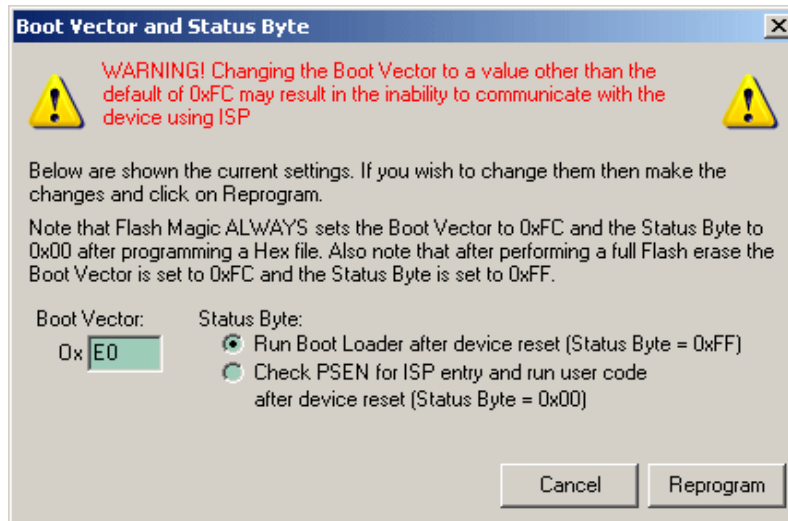 Boot Vector and Status Byte
WARNING! Changing the Boot Vector to a value other than the
default of 0xFC may result in the inability to communicate with the
device using ISP
Below are shown the current settings. If you wish to change them then make the
changes and click on Reprogram.
Note that Flash Magic ALWAYS sets the Boot Vector to 0xFC and the Status Byte to
0x00 after programming a Hex file. Also note that after performing a full Flash erase the
Boot Vector is set to 0xFC and the Status Byte is set to 0xFF.
Boot Vector: Status Byte:
0x E0 Run Boot Loader after device reset (Status Byte = 0xFF)
Check PSEN for ISP entry and run user code
after device reset (Status Byte = 0x00)
Cancel Reprogram